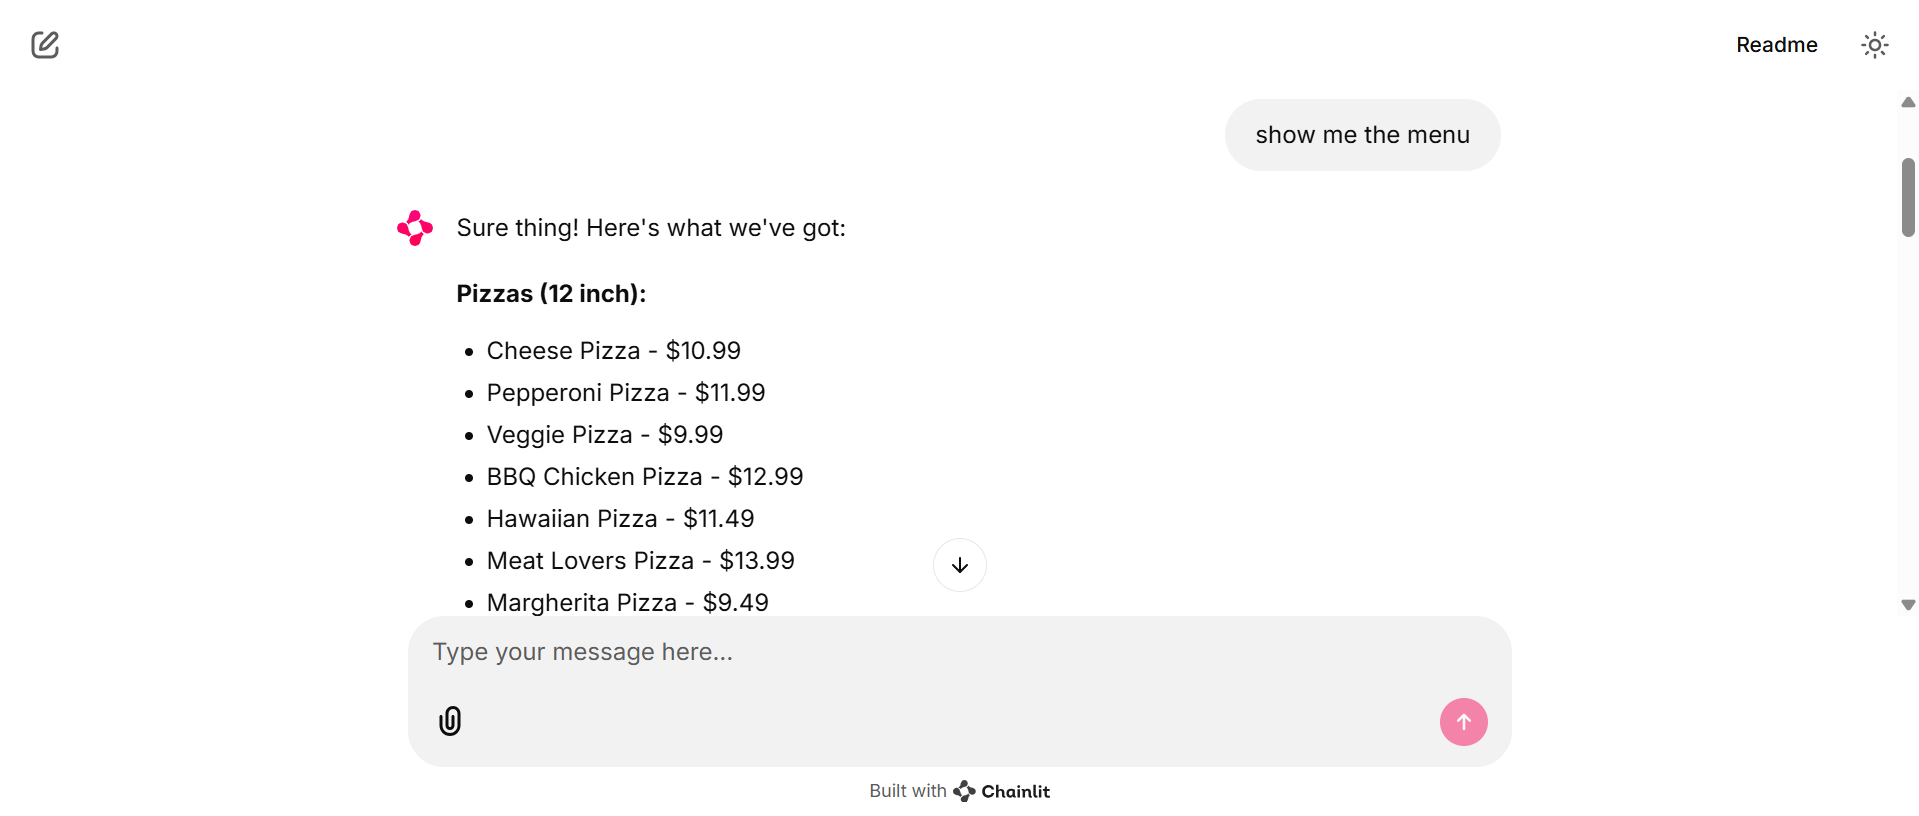 Readme
show me the menu
Sure thing! Here's what we've got:
Pizzas (12 inch):
Cheese Pizza - $10.99
Pepperoni Pizza - $11.99
Veggie Pizza - $9.99
BBQ Chicken Pizza - $12.99
Hawaiian Pizza - $11.49
Meat Lovers Pizza - $13.99
Margherita Pizza - $9.49
Type your message here...
Built with Chainlit